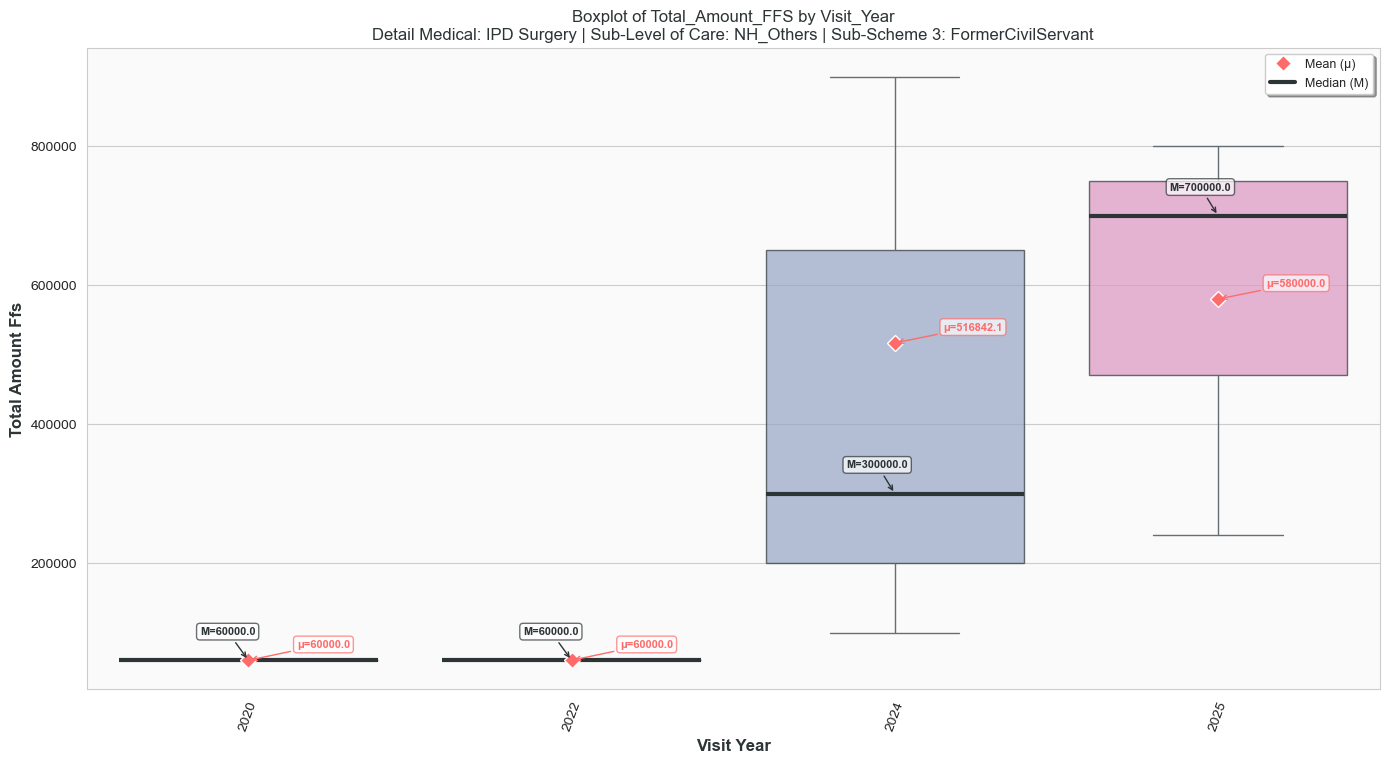 Boxplot of Total_Amount_FFS by Visit_Year
Detail Medical: IPD Surgery | Sub-Level of Care: NH_Others | Sub-Scheme 3: FormerCivilServant
Mean (μ)
Median (M)
Total Amount Ffs
800000
600000
400000
200000
M=60000.0
μ=60000.0
M=60000.0
μ=60000.0
μ=516842.1
M=300000.0
M=700000.0
μ=580000.0
2020
2022
2024
2025
Visit Year